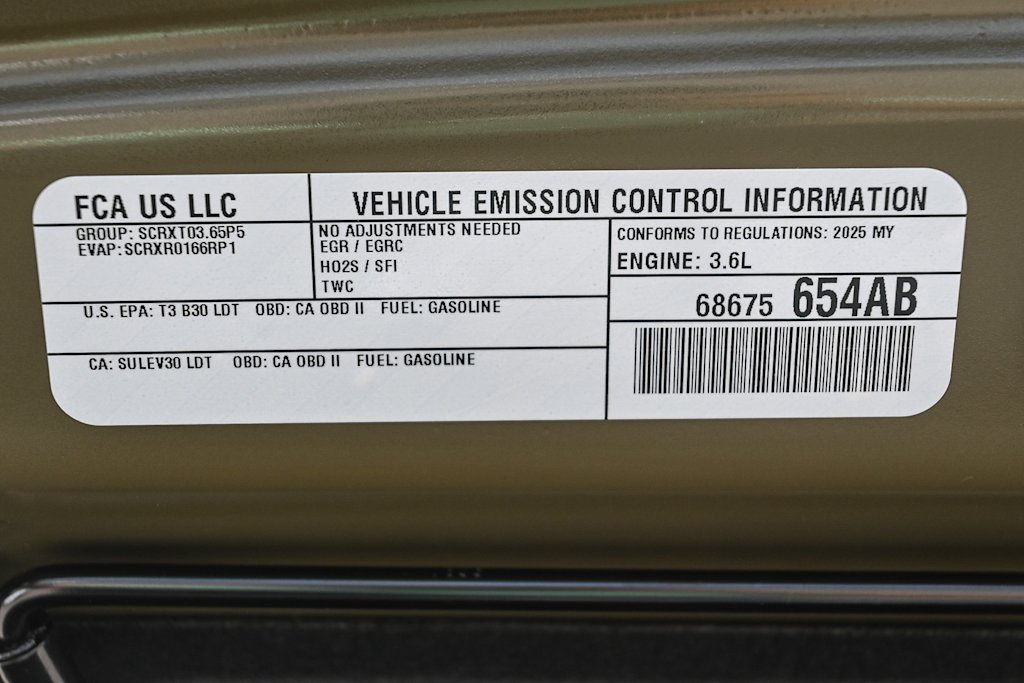 FCA US LLC
VEHICLE EMISSION CONTROL INFORMATION
GROUP: SCRXT03.65P5
EVAP: SCRXR0166RP1
NO ADJUSTMENTS NEEDED
EGR / EGRC
HO2S / SFI
TWC
CONFORMS TO REGULATIONS: 2025 MY
ENGINE: 3.6L
68675 654AB
U.S. EPA: T3 B30 LDT OBD: CA OBD II FUEL: GASOLINE
CA: SULEV30 LDT OBD: CA OBD II FUEL: GASOLINE